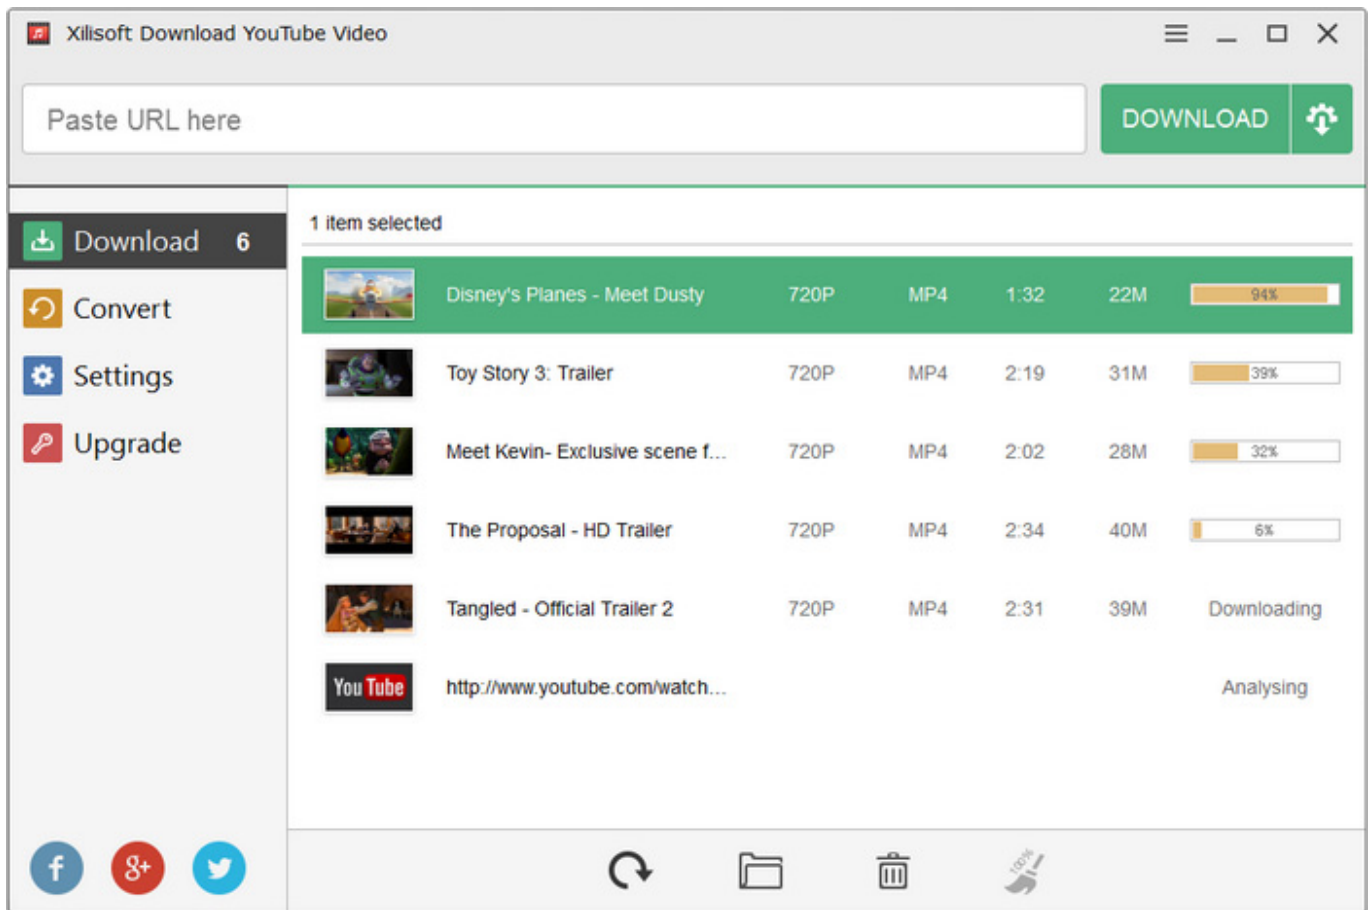 Xilisoft Download YouTube Video
Paste URL here
DOWNLOAD
Download 6
Convert
Settings
Upgrade
1 item selected
Disney's Planes - Meet Dusty 720P MP4 1:32 22M 94%
Toy Story 3: Trailer 720P MP4 2:19 31M 39%
Meet Kevin- Exclusive scene f... 720P MP4 2:02 28M 32%
The Proposal - HD Trailer 720P MP4 2:34 40M 6%
Tangled - Official Trailer 2 720P MP4 2:31 39M Downloading
You Tube http://www.youtube.com/watch... Analysing
f 8+
100%